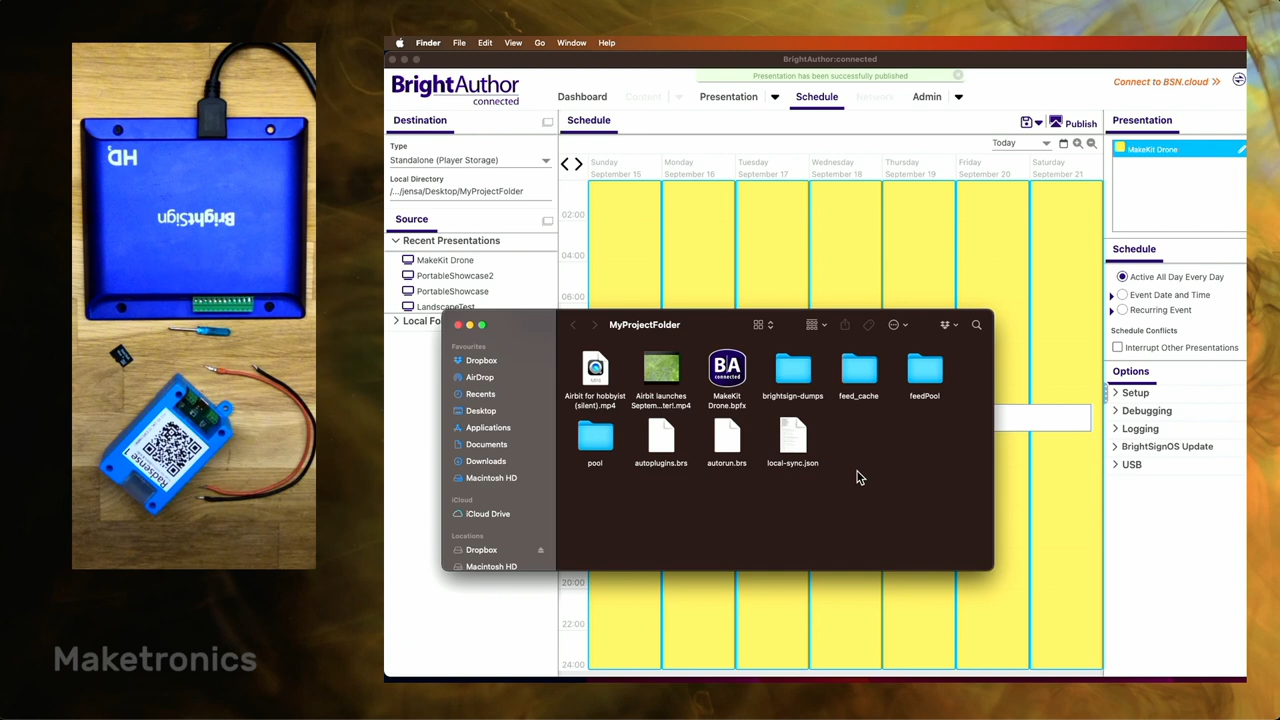 HD
BrightSign
Radsense
Maketronics
Finder File Edit View Go Window Help
BrightAuthor:connected
Presentation has been successfully published
BrightAuthor
connected
Dashboard Content Presentation Schedule Network Admin
Connect to BSN.cloud
Destination
Type
Standalone (Player Storage)
Local Directory
/.../jensa/Desktop/MyProjectFolder
Source
Recent Presentations
MakeKit Drone
PortableShowcase2
PortableShowcase
LandscapeTest
Local Fo
Schedule
Publish
Today
Sunday Monday Tuesday Wednesday Thursday Friday Saturday
September 15 September 16 September 17 September 18 September 19 September 20 September 21
02:00
04:00
06:00
20:00
22:00
24:00
Presentation
MakeKit Drone
Schedule
Active All Day Every Day
Event Date and Time
Recurring Event
Schedule Conflicts
Interrupt Other Presentations
Options
Setup
Debugging
Logging
BrightSignOS Update
USB
MyProjectFolder
Favourites
Dropbox
AirDrop
Recents
Desktop
Applications
Documents
Downloads
Macintosh HD
iCloud
iCloud Drive
Locations
Dropbox
Macintosh HD
Airbit for hobbyist
(silent).mp4
Airbit launches
Septem...ter!.mp4
BA
connected
MakeKit
Drone.bpfx
brightsign-dumps
feed_cache
feedPool
pool
autoplugins.brs
autorun.brs
local-sync.json